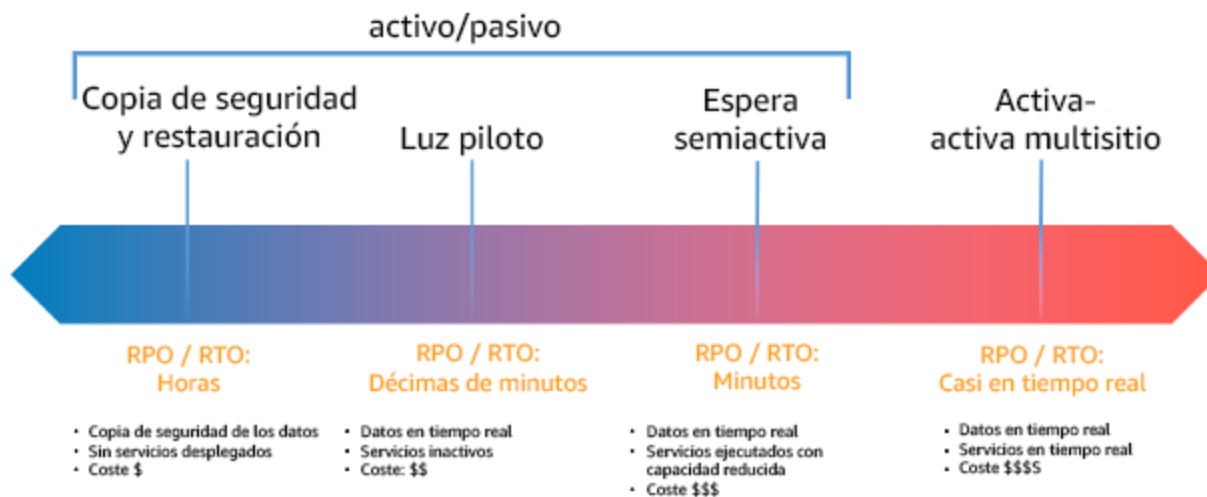 activo/pasivo
Copia de seguridad
y restauración
Luz piloto
Espera
semiactiva
Activa-
activa multisitio
RPO / RTO:
Horas
RPO / RTO:
Décimas de minutos
RPO / RTO:
Minutos
RPO / RTO:
Casi en tiempo real
• Copia de seguridad de los datos
• Sin servicios desplegados
• Coste $
• Datos en tiempo real
• Servicios inactivos
• Coste: $$
• Datos en tiempo real
• Servicios ejecutados con
capacidad reducida
• Coste $$$
• Datos en tiempo real
• Servicios en tiempo real
• Coste $$$$